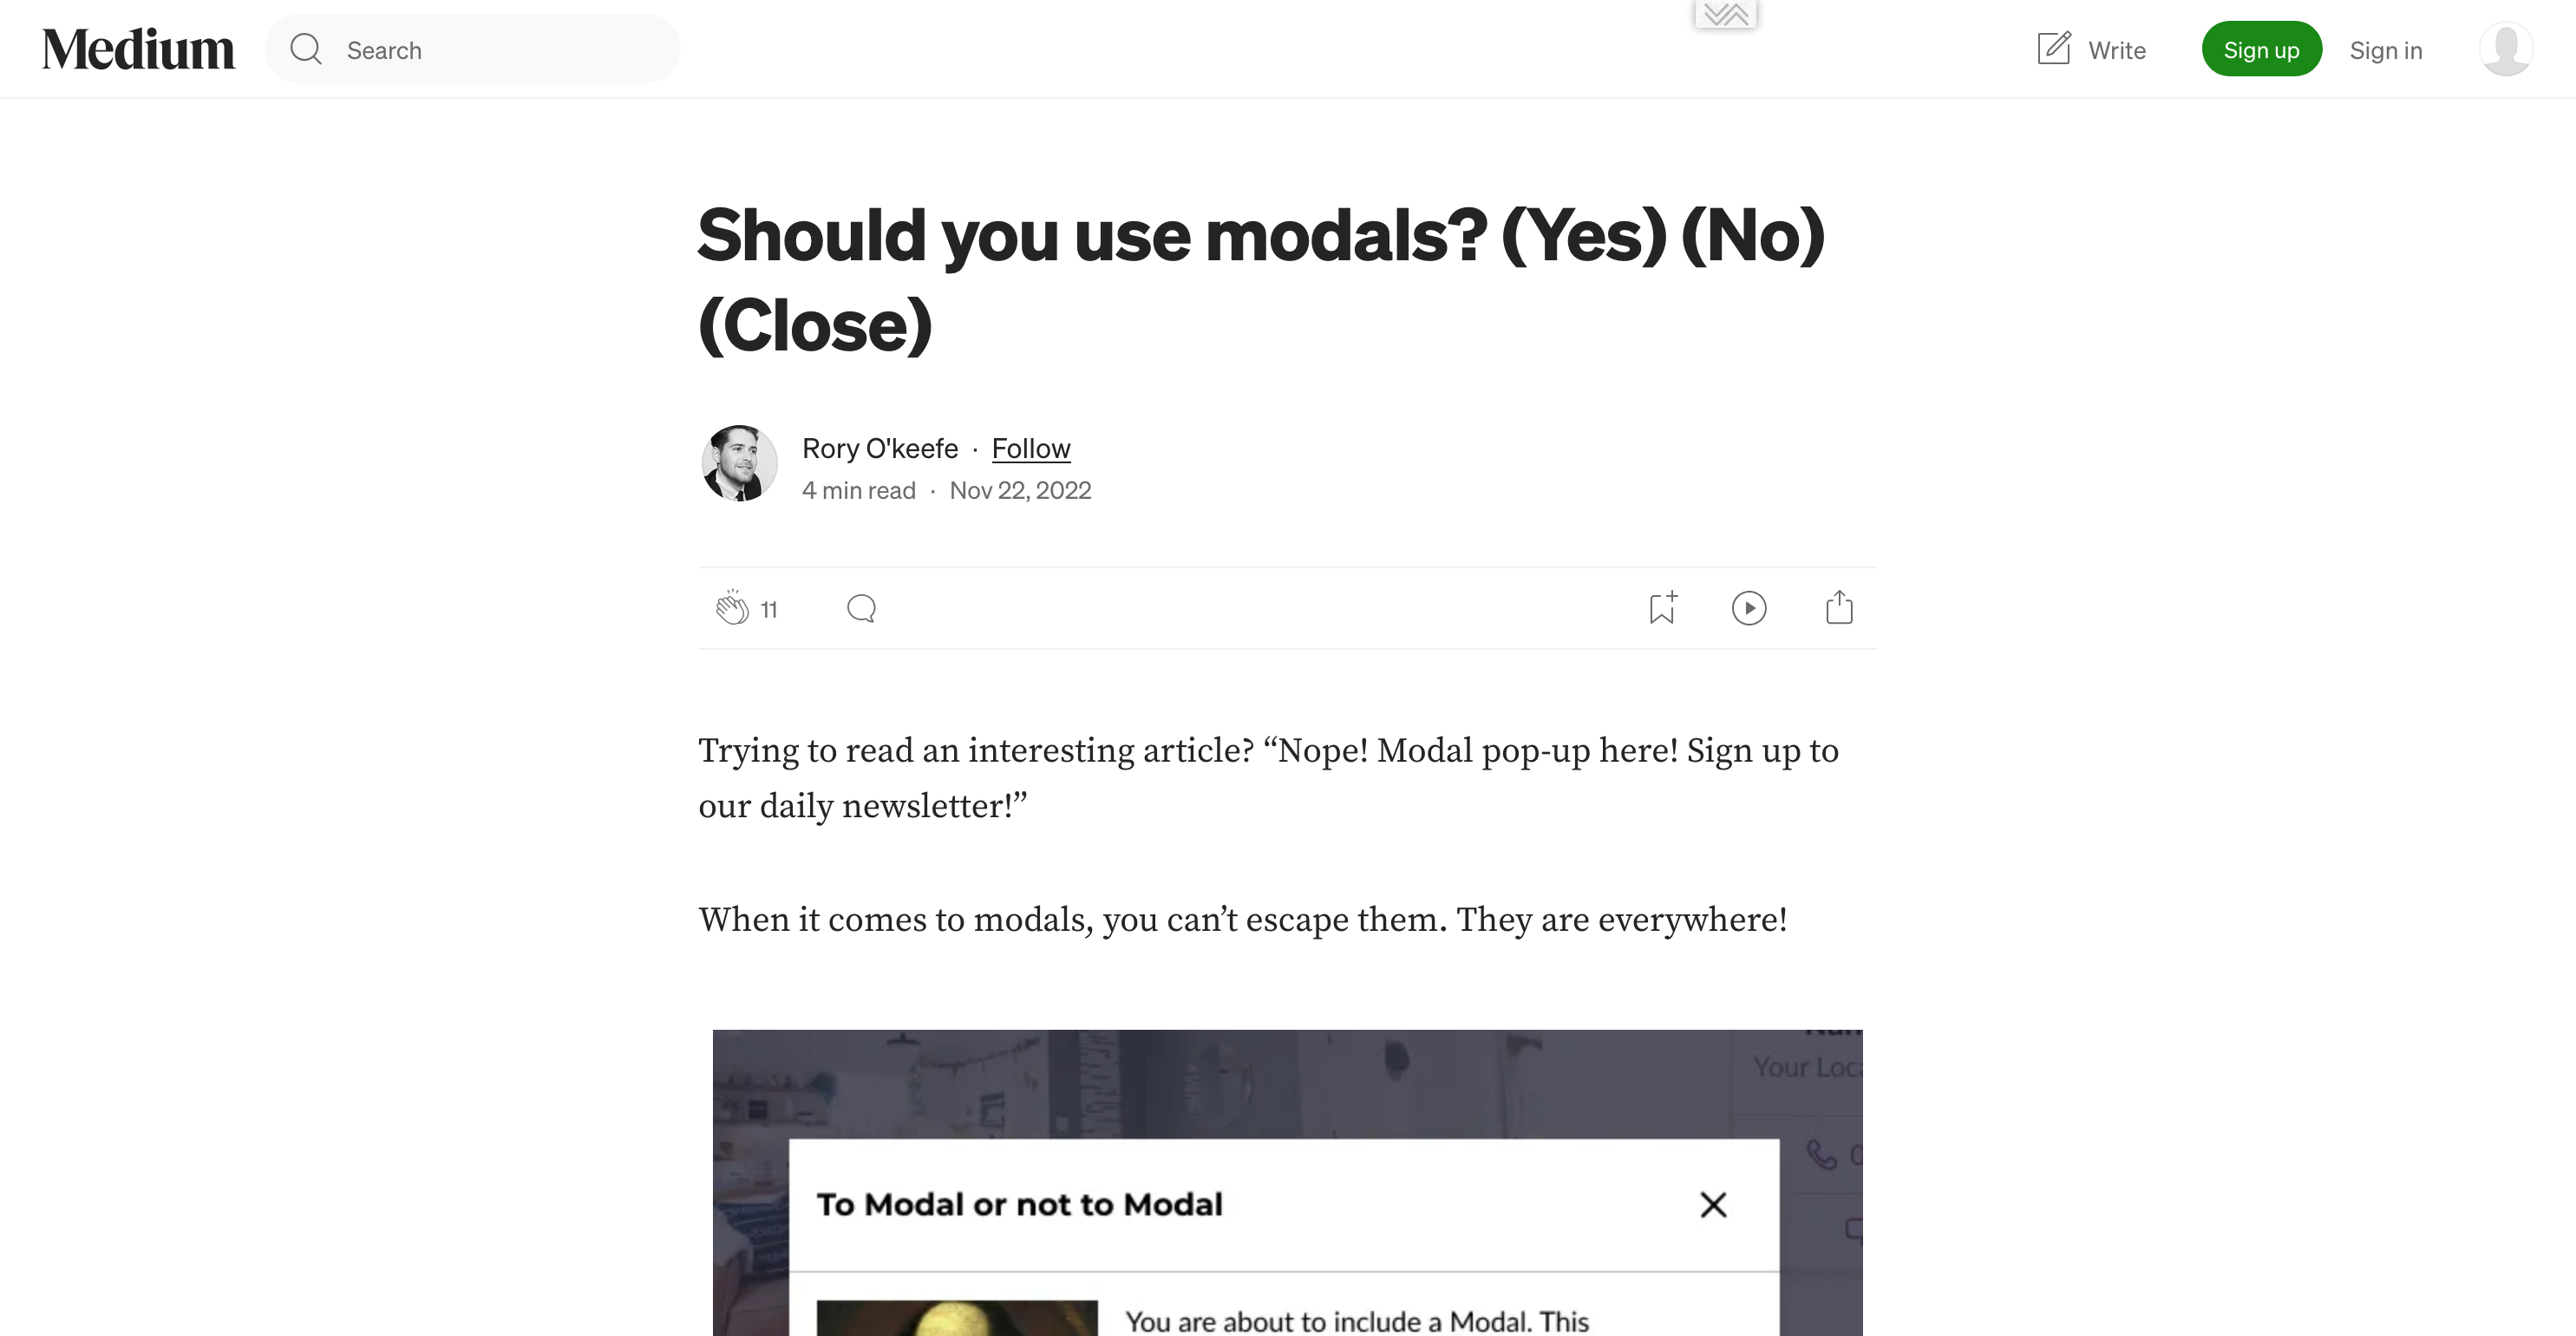 Medium
Search
Write
Sign up
Sign in
Should you use modals? (Yes) (No)
(Close)
Rory O'keefe · Follow
4 min read · Nov 22, 2022
11
Trying to read an interesting article? “Nope! Modal pop-up here! Sign up to
our daily newsletter!”
When it comes to modals, you can’t escape them. They are everywhere!
Your Loc
To Modal or not to Modal
You are about to include a Modal. This